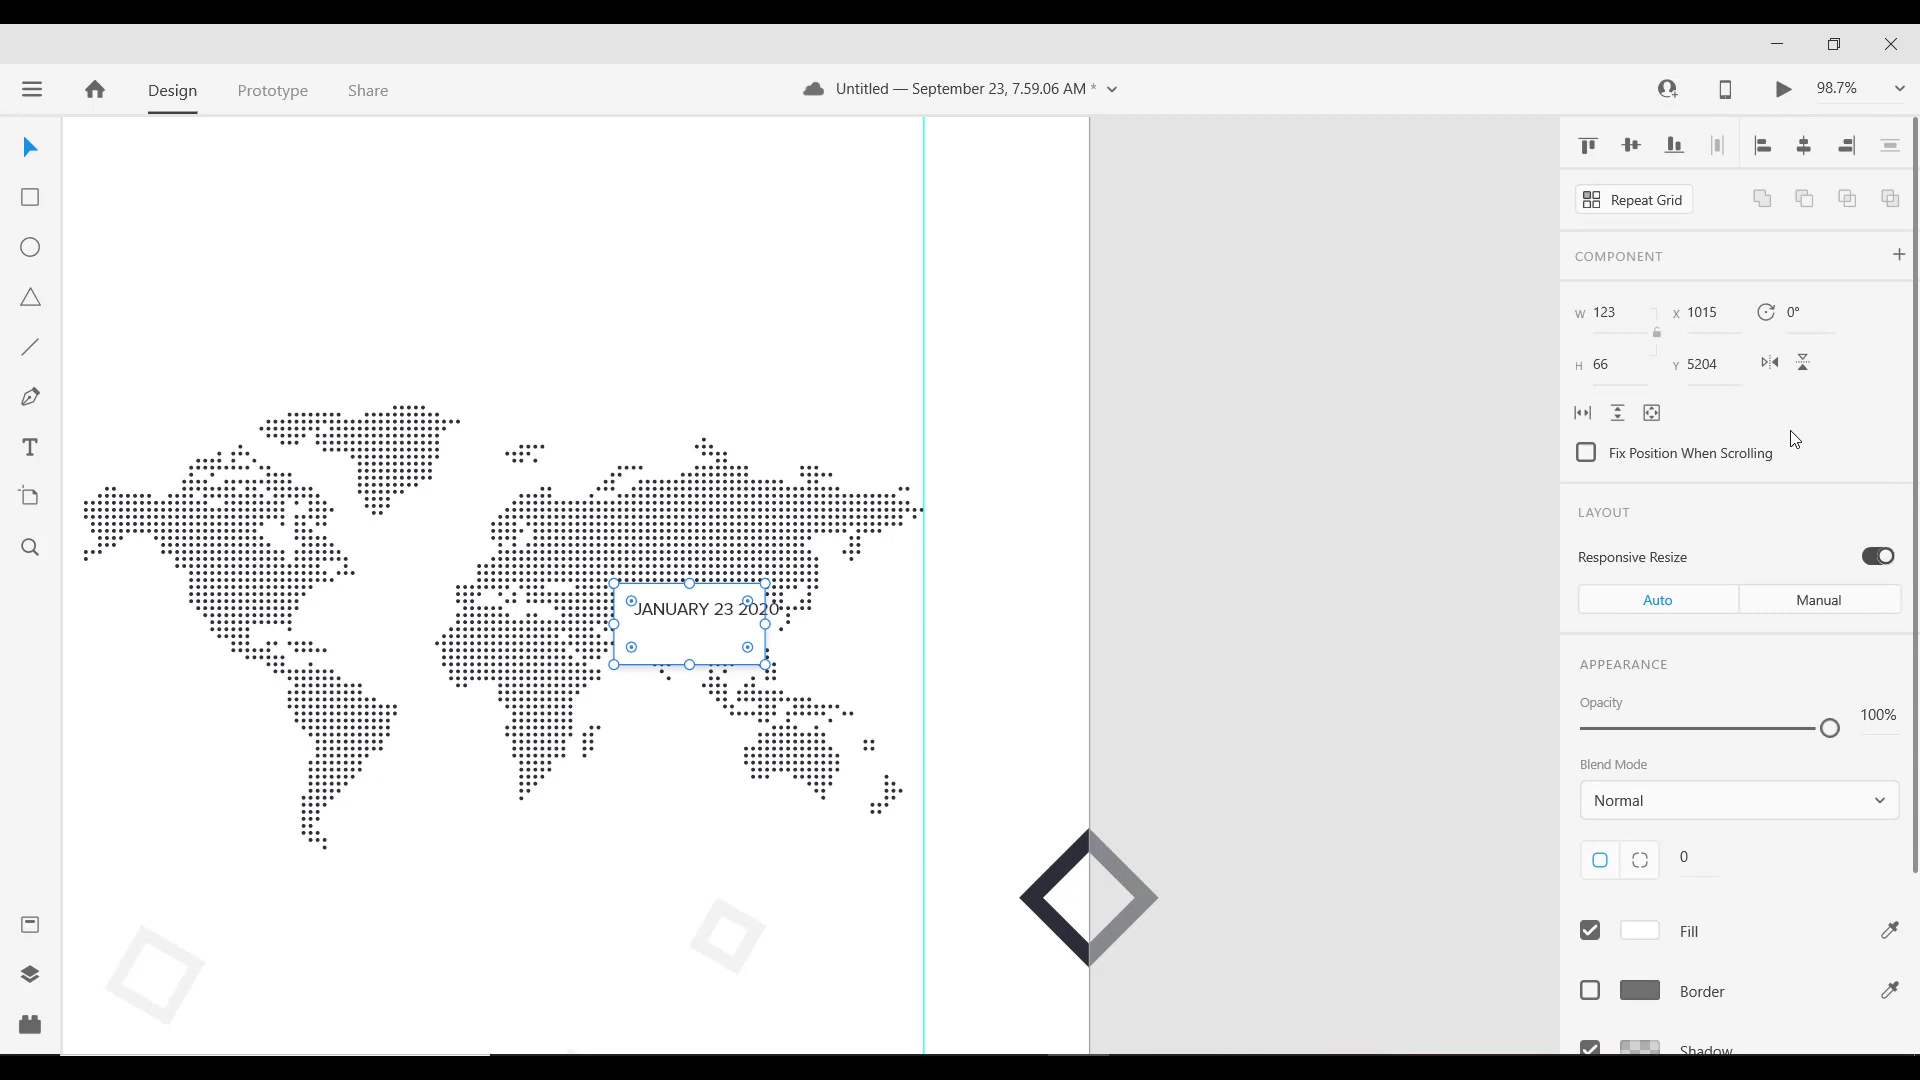 Design Prototype Share Untitled — September 23, 7.59.06 AM * 98.7%
Repeat Grid
COMPONENT +
W 123 X 1015 0°
H 66 Y 5204
Fix Position When Scrolling
LAYOUT
Responsive Resize
Auto Manual
JANUARY 23 2020
APPEARANCE
Opacity
100%
Blend Mode
Normal
0
Fill
Border
Shadow